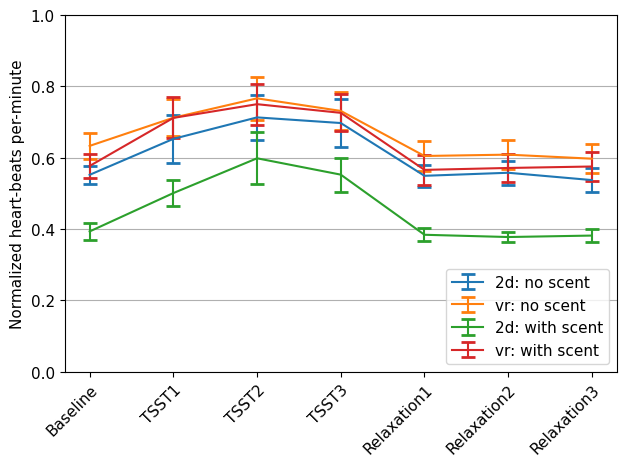 Normalized heart-beats per-minute
1.0
0.8
0.6
0.4
0.2
0.0
Baseline
TSST1
TSST2
TSST3
Relaxation1
Relaxation2
Relaxation3
2d: no scent
vr: no scent
2d: with scent
vr: with scent